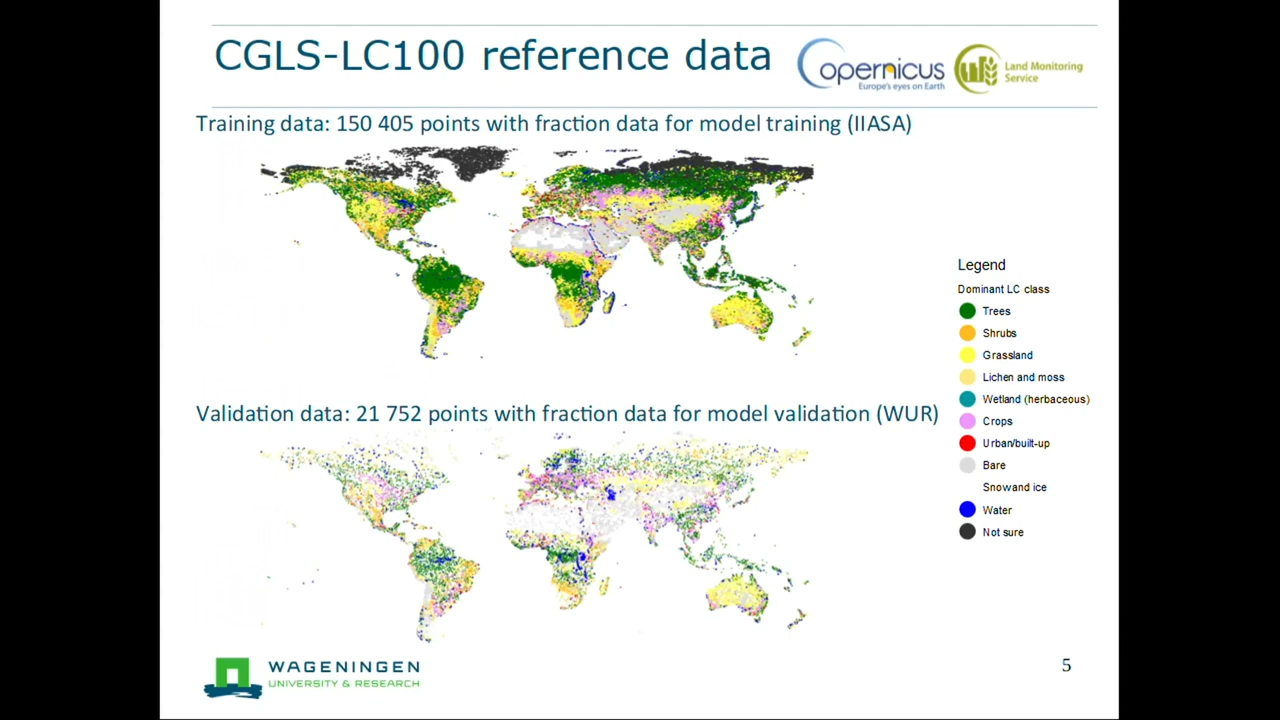 CGLS-LC100 reference data
opernicus
Europe's eyes on Earth
Land Monitoring
Service
Training data: 150 405 points with fraction data for model training (IIASA)
Legend
Dominant LC class
Trees
Shrubs
Grassland
Lichen and moss
Wetland (herbaceous)
Crops
Urban/built-up
Bare
Snow and ice
Water
Not sure
Validation data: 21 752 points with fraction data for model validation (WUR)
WAGENINGEN
UNIVERSITY & RESEARCH
5